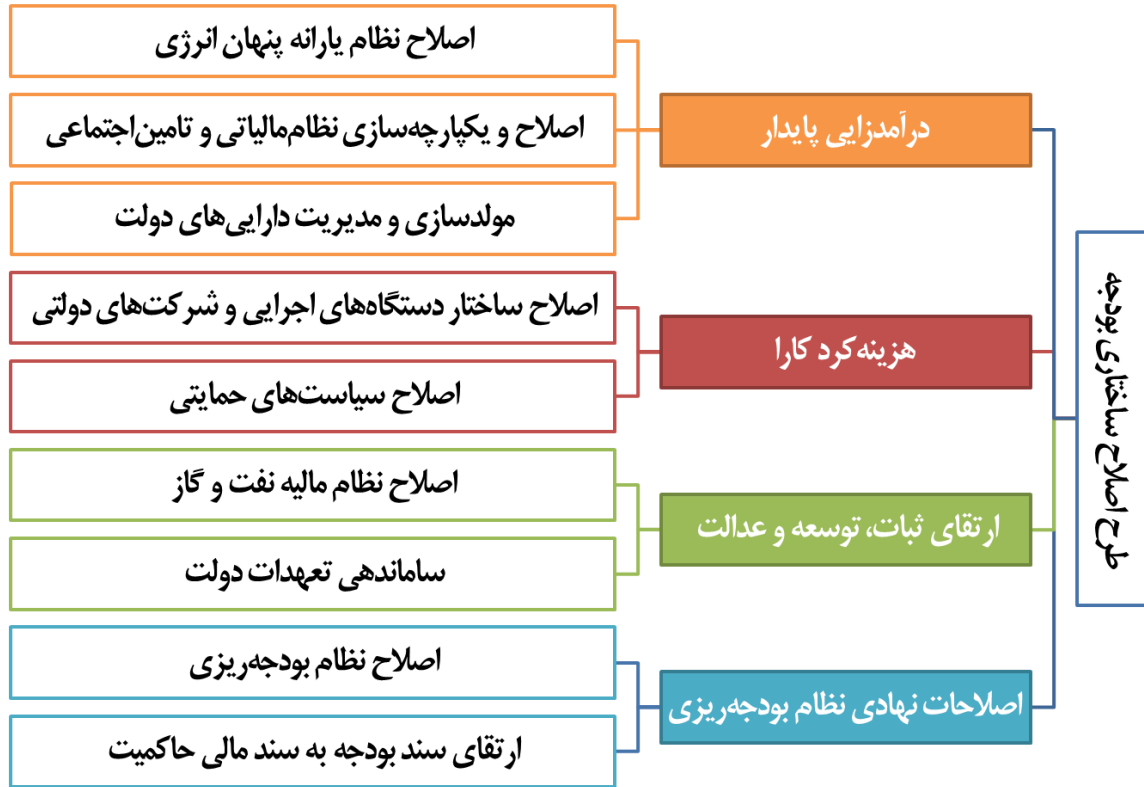 طرح اصلاح ساختاری بودجه
درآمدزایی پایدار
اصلاح نظام یارانه پنهان انرژی
اصلاح و یکپارچه‌سازی نظام‌مالیاتی و تامین‌اجتماعی
مولدسازی و مدیریت دارایی‌های دولت
هزینه‌کرد کارا
اصلاح ساختار دستگاه‌های اجرایی و شرکت‌های دولتی
اصلاح سیاست‌های حمایتی
ارتقای ثبات، توسعه و عدالت
اصلاح نظام مالیه نفت و گاز
ساماندهی تعهدات دولت
اصلاحات نهادی نظام بودجه‌ریزی
اصلاح نظام بودجه‌ریزی
ارتقای سند بودجه به سند مالی حاکمیت